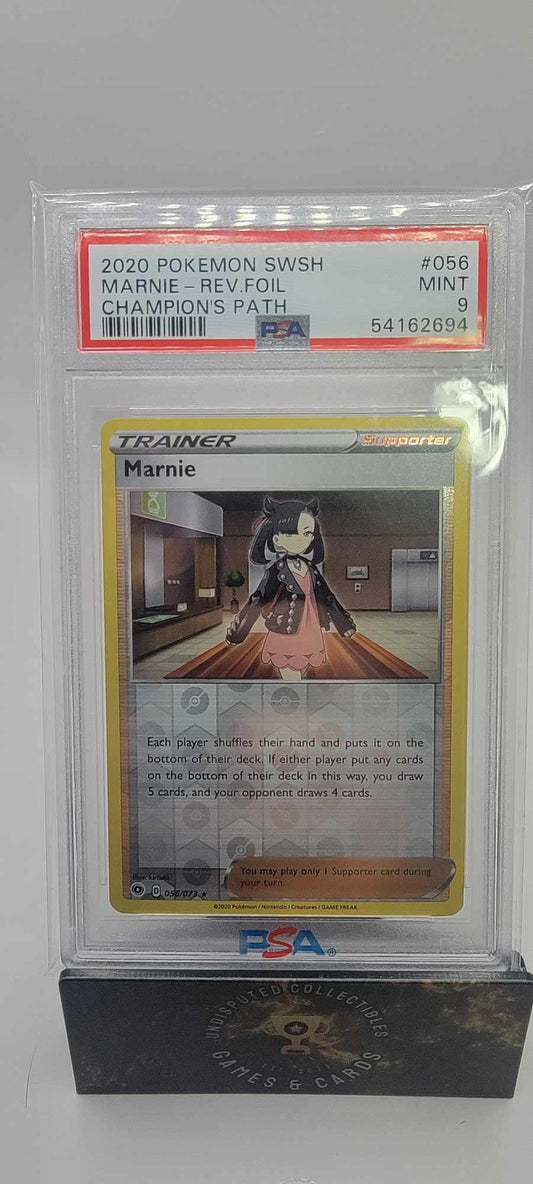 2020 POKEMON SWSH #056
MARNIE - REV.FOIL MINT
CHAMPION'S PATH 9
PSA 54162694
TRAINER Supporter
Marnie
Each player shuffles their hand and puts it on the
bottom of their deck. If either player put any cards
on the bottom of their deck in this way, you draw
5 cards, and your opponent draws 4 cards.
You may play only 1 Supporter card during
your turn.
Illus. kirisAki
056/073 ★
©2020 Pokémon / Nintendo / Creatures / GAME FREAK.
PSA®
UNDISPUTED COLLECTIBLES
GAMES & CARDS